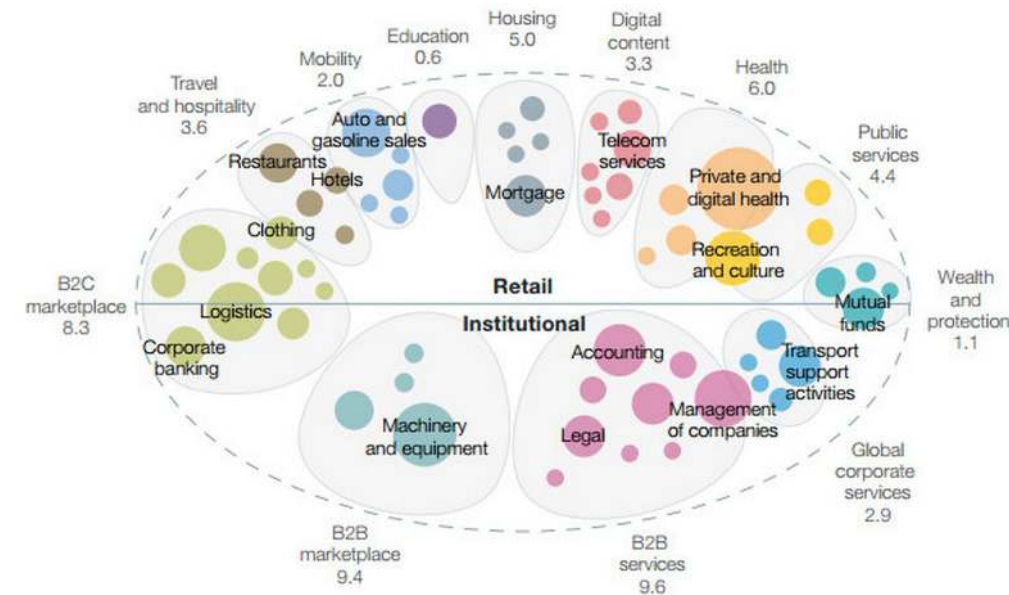 Housing
5.0
Digital
content
3.3
Education
0.6
Mobility
2.0
Health
6.0
Travel
and hospitality
3.6
Public
services
4.4
Auto and
gasoline sales
Restaurants
Hotels
Telecom
services
Mortgage
Private and
digital health
Clothing
Recreation
and culture
B2C
marketplace
8.3
Retail
Institutional
Logistics
Corporate
banking
Mutual
funds
Wealth
and
protection
1.1
Accounting
Transport
support
activities
Machinery
and equipment
Legal
Management
of companies
Global
corporate
services
2.9
B2B
marketplace
9.4
B2B
services
9.6